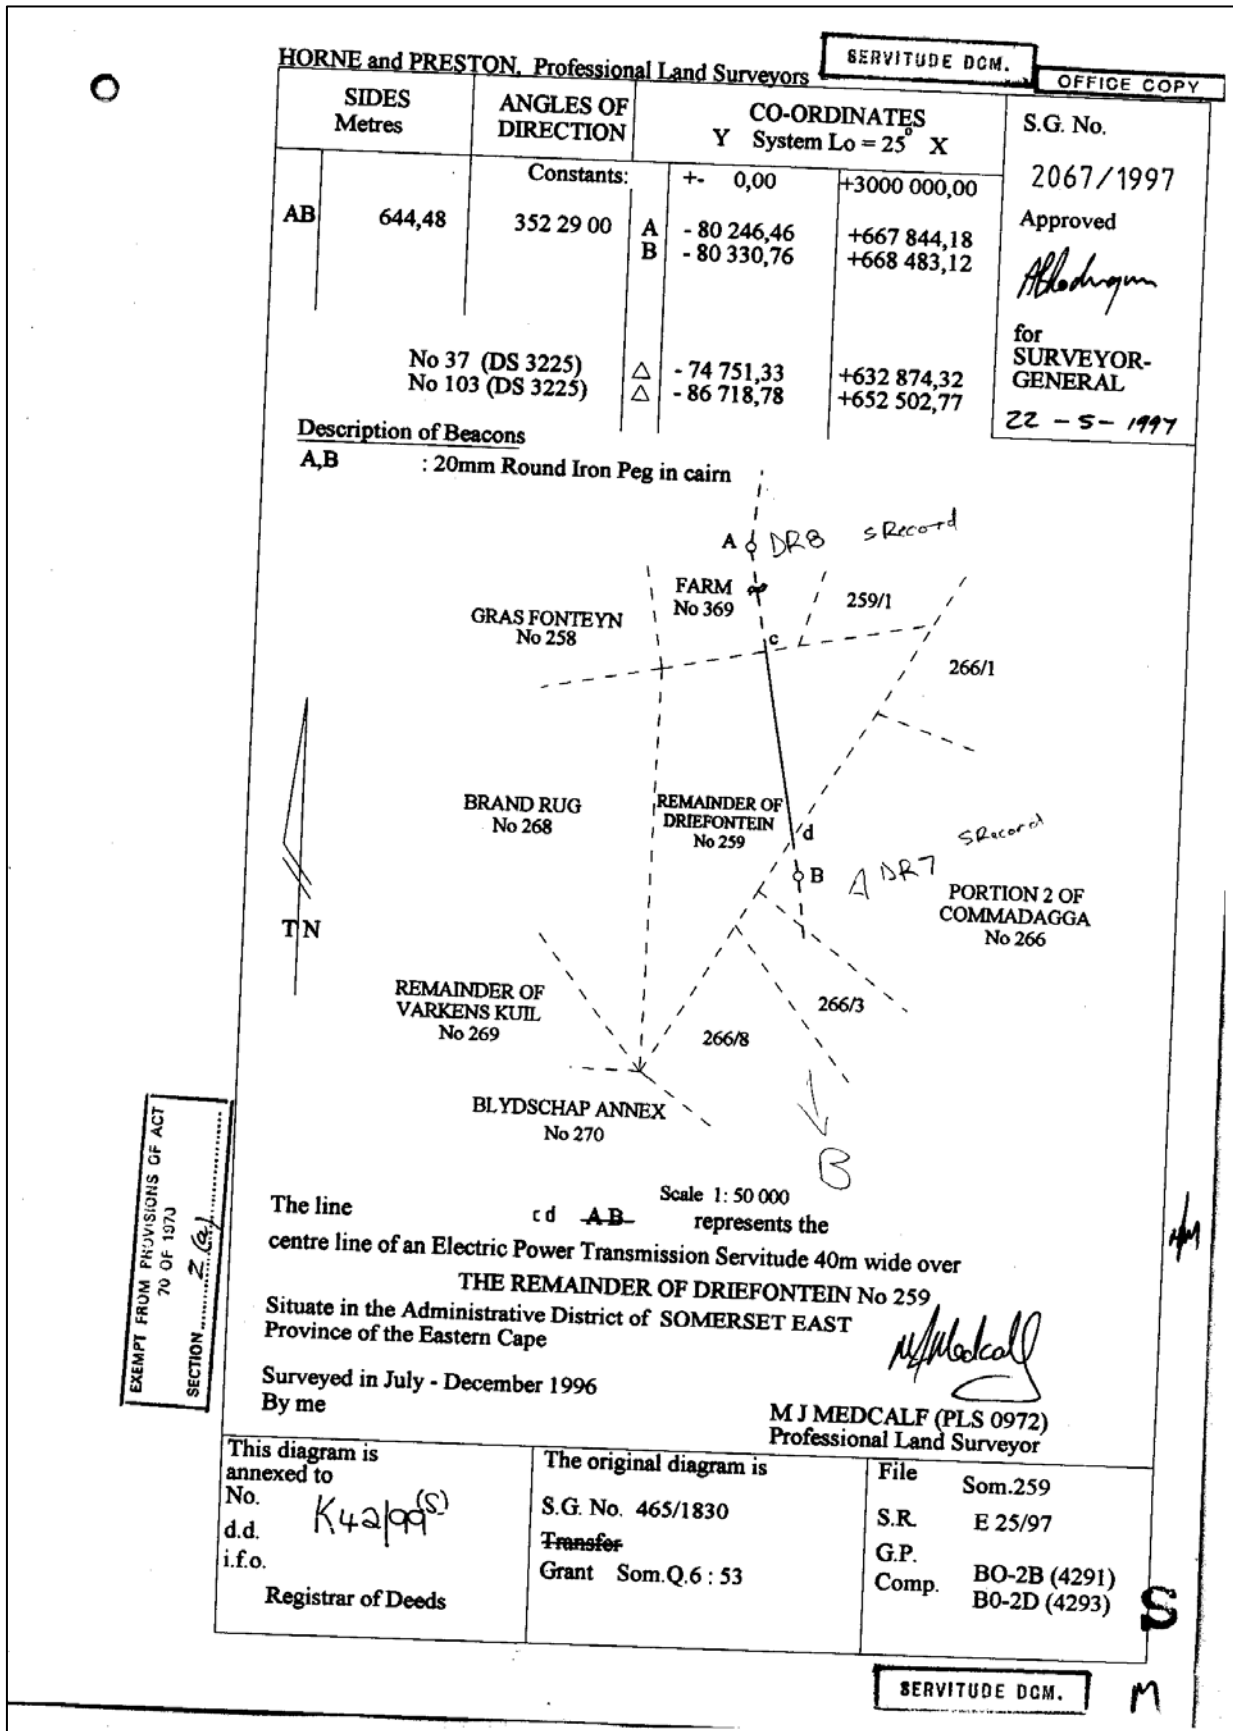 HORNE and PRESTON, Professional Land Surveyors
SERVITUDE DGM.
OFFICE COPY
SIDES
Metres
ANGLES OF
DIRECTION
CO-ORDINATES
Y System Lo = 25° X
S.G. No.
2067/1997
Approved
for
SURVEYOR-
GENERAL
22 - 5 - 1997
Constants: +- 0,00 +3000 000,00
AB 644,48 352 29 00 A - 80 246,46 +667 844,18
B - 80 330,76 +668 483,12
No 37 (DS 3225) △ - 74 751,33 +632 874,32
No 103 (DS 3225) △ - 86 718,78 +652 502,77
Description of Beacons
A,B : 20mm Round Iron Peg in cairn
A DR8 SRecord
FARM
No 369
259/1
GRAS FONTEYN
No 258
c
266/1
BRAND RUG
No 268
REMAINDER OF
DRIEFONTEIN
No 259
d
SRecord
B
DR7
PORTION 2 OF
COMMADAGGA
No 266
TN
REMAINDER OF
VARKENS KUIL
No 269
266/3
266/8
BLYDSCHAP ANNEX
No 270
B
Scale 1: 50 000
The line cd AB represents the
centre line of an Electric Power Transmission Servitude 40m wide over
THE REMAINDER OF DRIEFONTEIN No 259
Situate in the Administrative District of SOMERSET EAST
Province of the Eastern Cape
Surveyed in July - December 1996
By me
M J MEDCALF (PLS 0972)
Professional Land Surveyor
EXEMPT FROM PROVISIONS OF ACT
70 OF 1970
SECTION 2(a)
This diagram is
annexed to
No. K42/99(S)
d.d.
i.f.o.
Registrar of Deeds
The original diagram is
S.G. No. 465/1830
Transfer
Grant Som.Q.6 : 53
File Som.259
S.R. E 25/97
G.P.
Comp. BO-2B (4291)
B0-2D (4293)
S
SERVITUDE DGM.
M